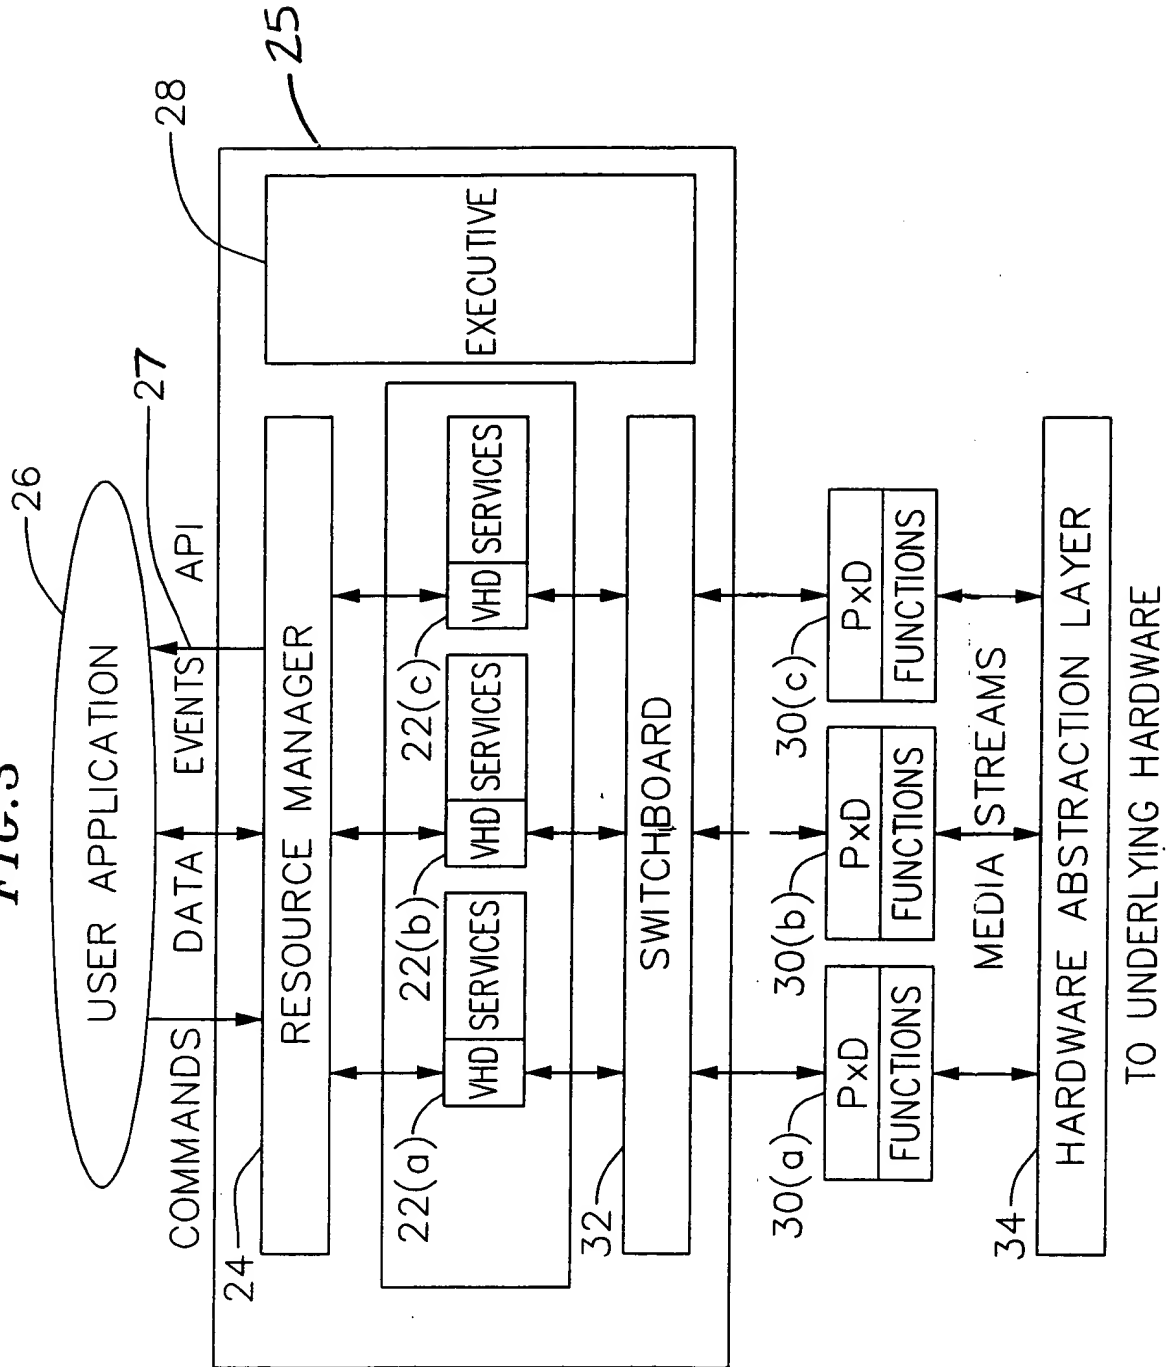 FIG.3
26
USER APPLICATION
27
28
25
COMMANDS
DATA
EVENTS
API
24
RESOURCE MANAGER
EXECUTIVE
22(a)
VHD SERVICES
22(b)
VHD SERVICES
22(c)
VHD SERVICES
32
SWITCHBOARD
30(a)
PxD
FUNCTIONS
30(b)
PxD
FUNCTIONS
30(c)
PxD
FUNCTIONS
MEDIA STREAMS
34
HARDWARE ABSTRACTION LAYER
TO UNDERLYING HARDWARE